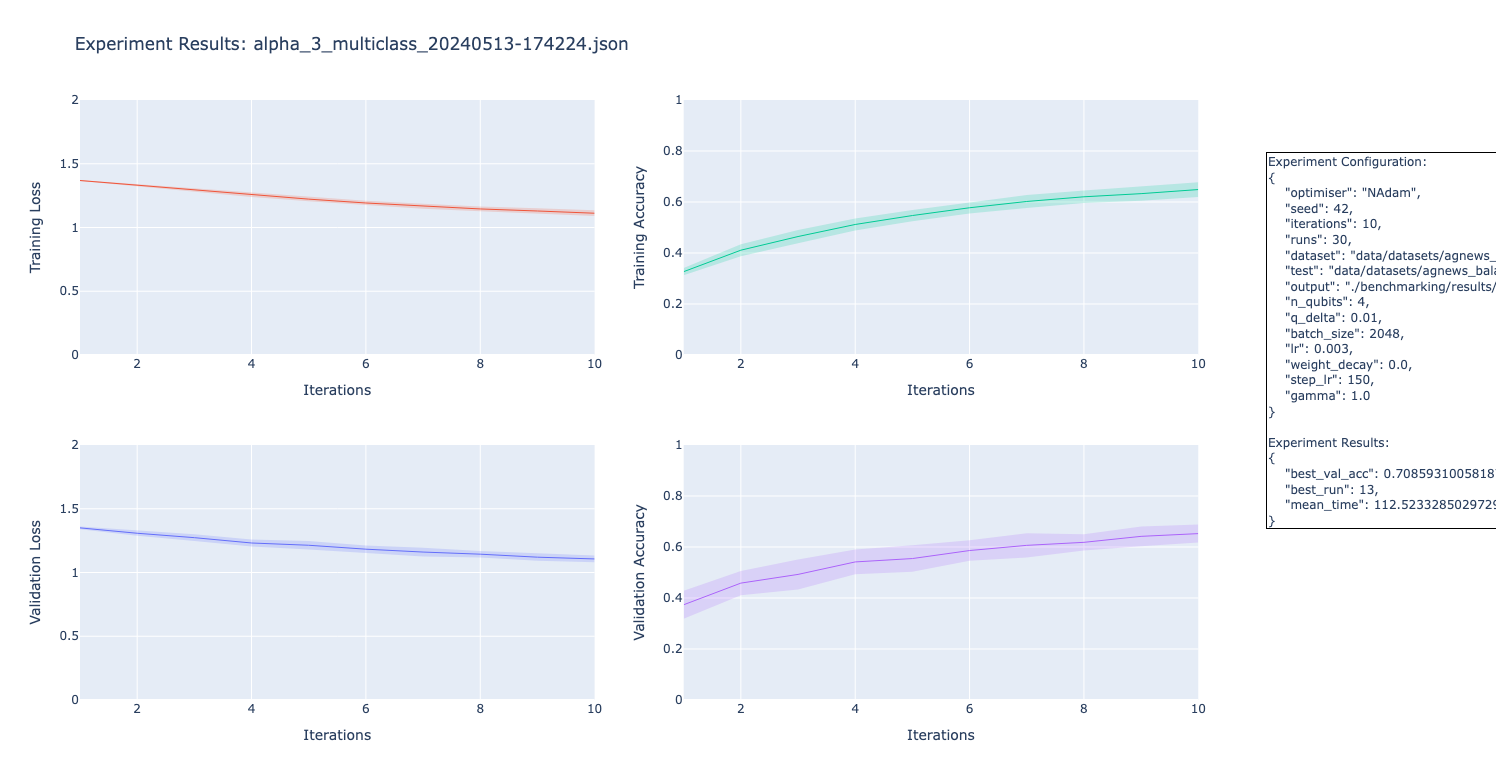 Experiment Results: alpha_3_multiclass_20240513-174224.json
2
1.5
1
0.5
0
2
4
6
8
10
Training Loss
Iterations
1
0.8
0.6
0.4
0.2
0
2
4
6
8
10
Training Accuracy
Iterations
2
1.5
1
0.5
0
2
4
6
8
10
Validation Loss
Iterations
1
0.8
0.6
0.4
0.2
0
2
4
6
8
10
Validation Accuracy
Iterations
Experiment Configuration:
{
"optimiser": "NAdam",
"seed": 42,
"iterations": 10,
"runs": 30,
"dataset": "data/datasets/agnews_
"test": "data/datasets/agnews_bala
"output": "./benchmarking/results/
"n_qubits": 4,
"q_delta": 0.01,
"batch_size": 2048,
"lr": 0.003,
"weight_decay": 0.0,
"step_lr": 150,
"gamma": 1.0
}
Experiment Results:
{
"best_val_acc": 0.708593100581​8
"best_run": 13,
"mean_time": 112.5233285029729
}